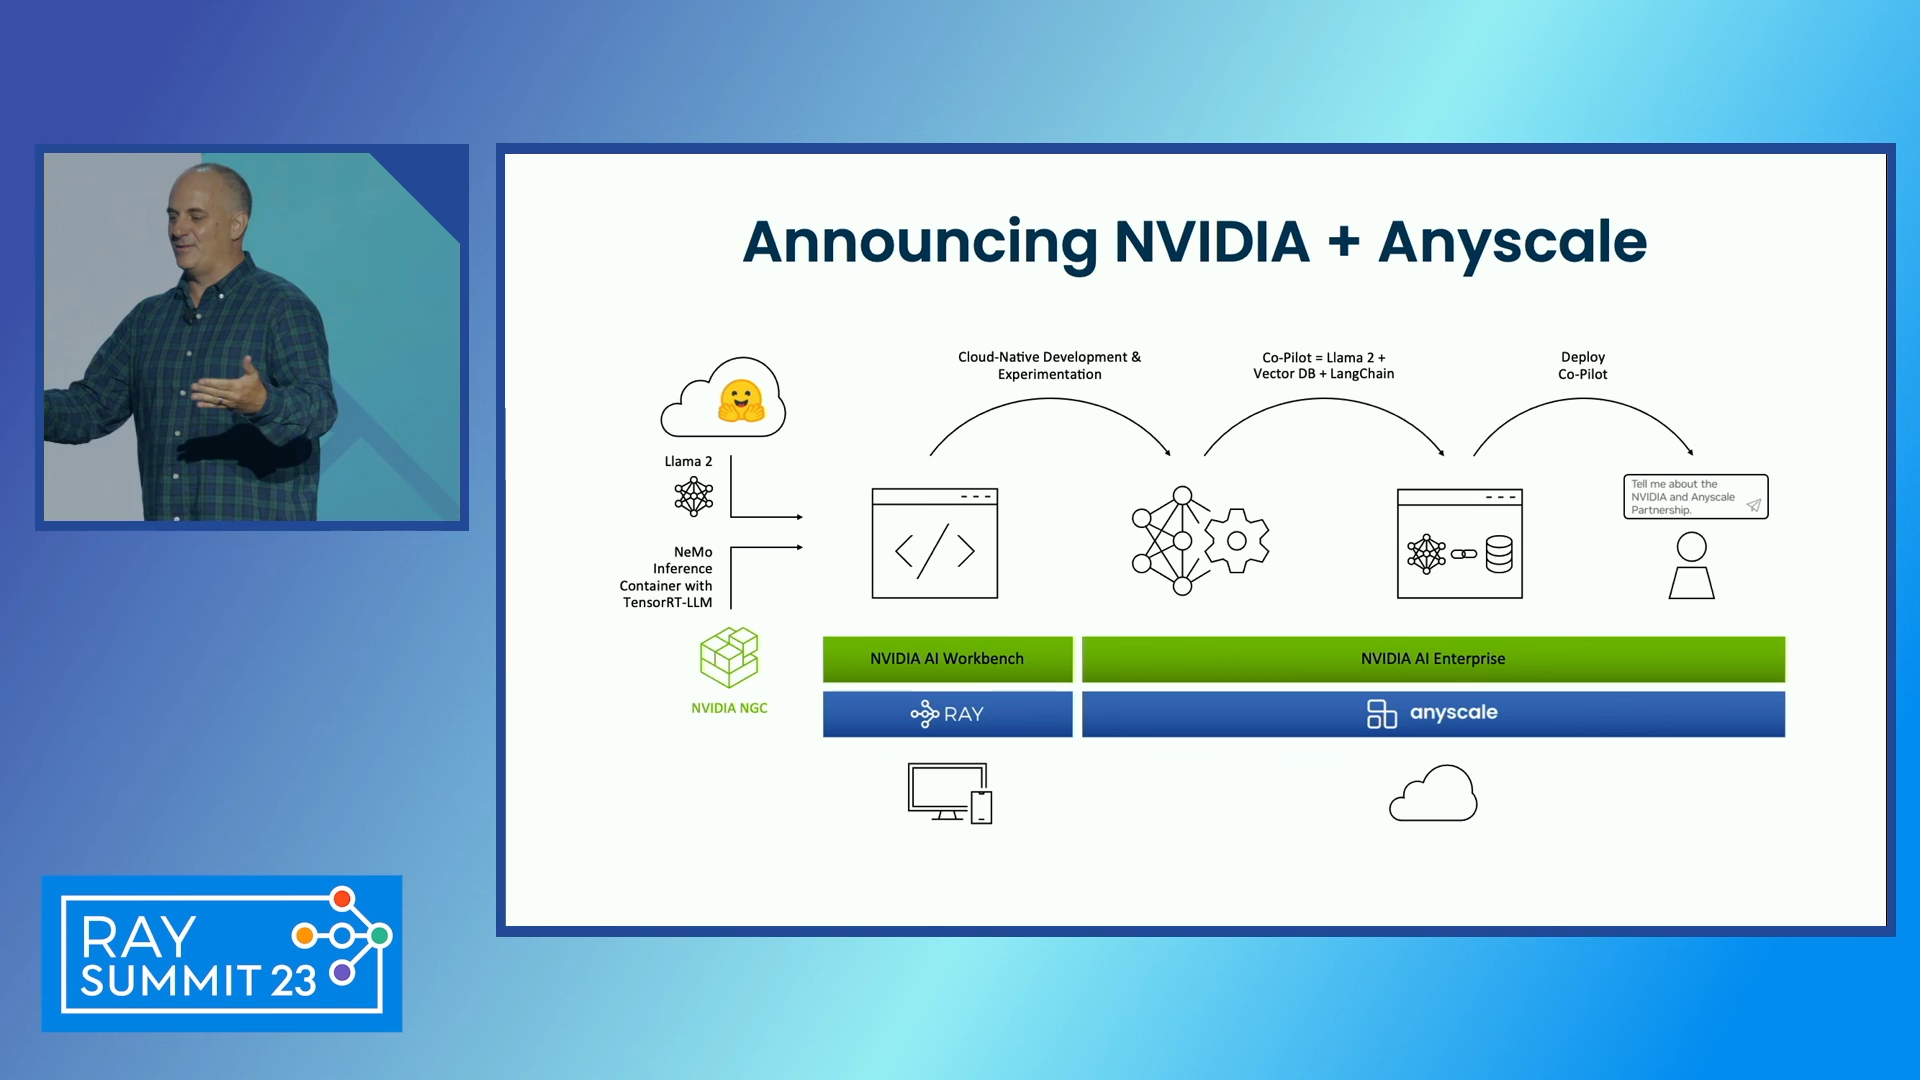 Announcing NVIDIA + Anyscale
Cloud-Native Development &
Experimentation
Co-Pilot = Llama 2 +
Vector DB + LangChain
Deploy
Co-Pilot
Llama 2
NeMo
Inference
Container with
TensorRT-LLM
NVIDIA NGC
Tell me about the
NVIDIA and Anyscale
Partnership.
NVIDIA AI Workbench
NVIDIA AI Enterprise
RAY
anyscale
RAY
SUMMIT 23